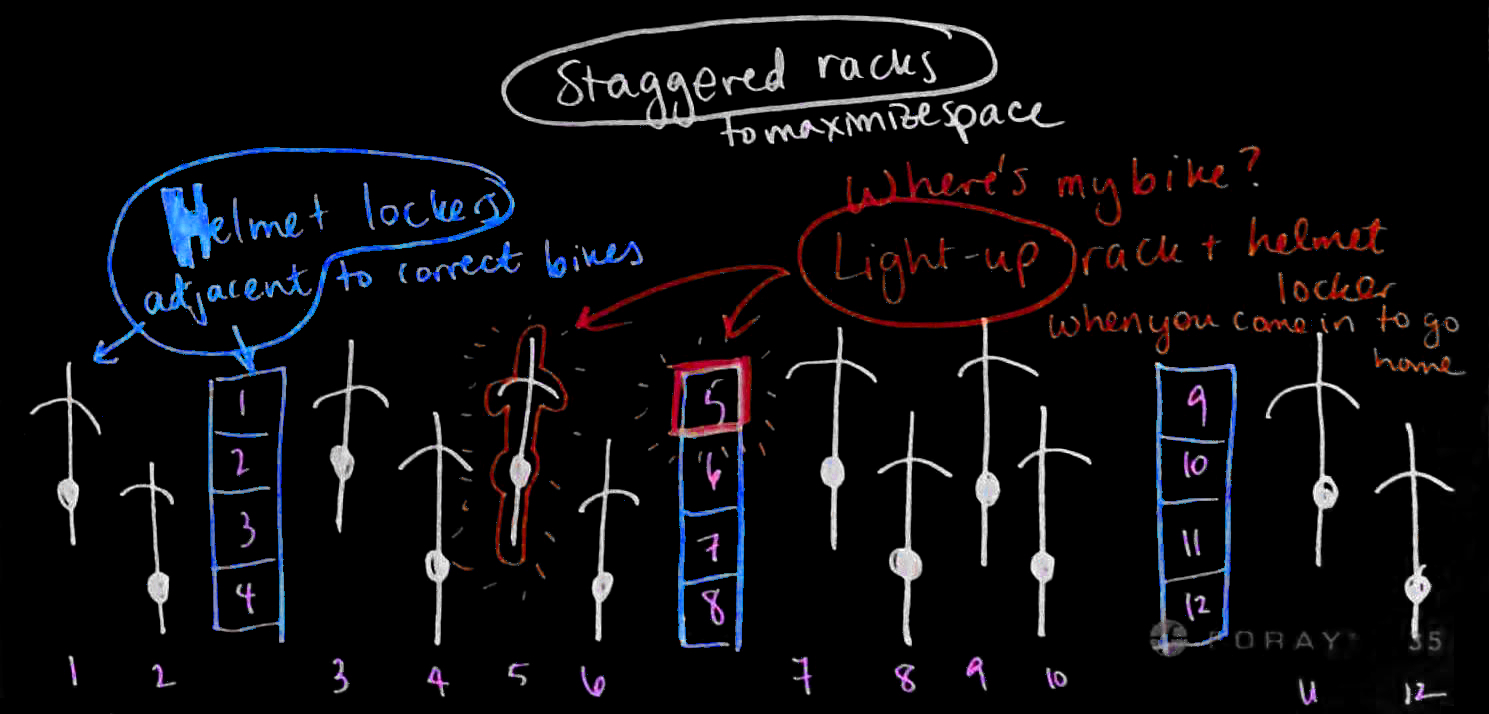 Staggered racks
to maximize space
Where's my bike?
Helmet lockers
adjacent to correct bikes
Light-up rack + helmet
locker
when you come in to go
home
1
2
3
4
5
6
7
8
9
10
11
12
FORAY 35
1 2 3 4 5 6 7 8 9 10 11 12